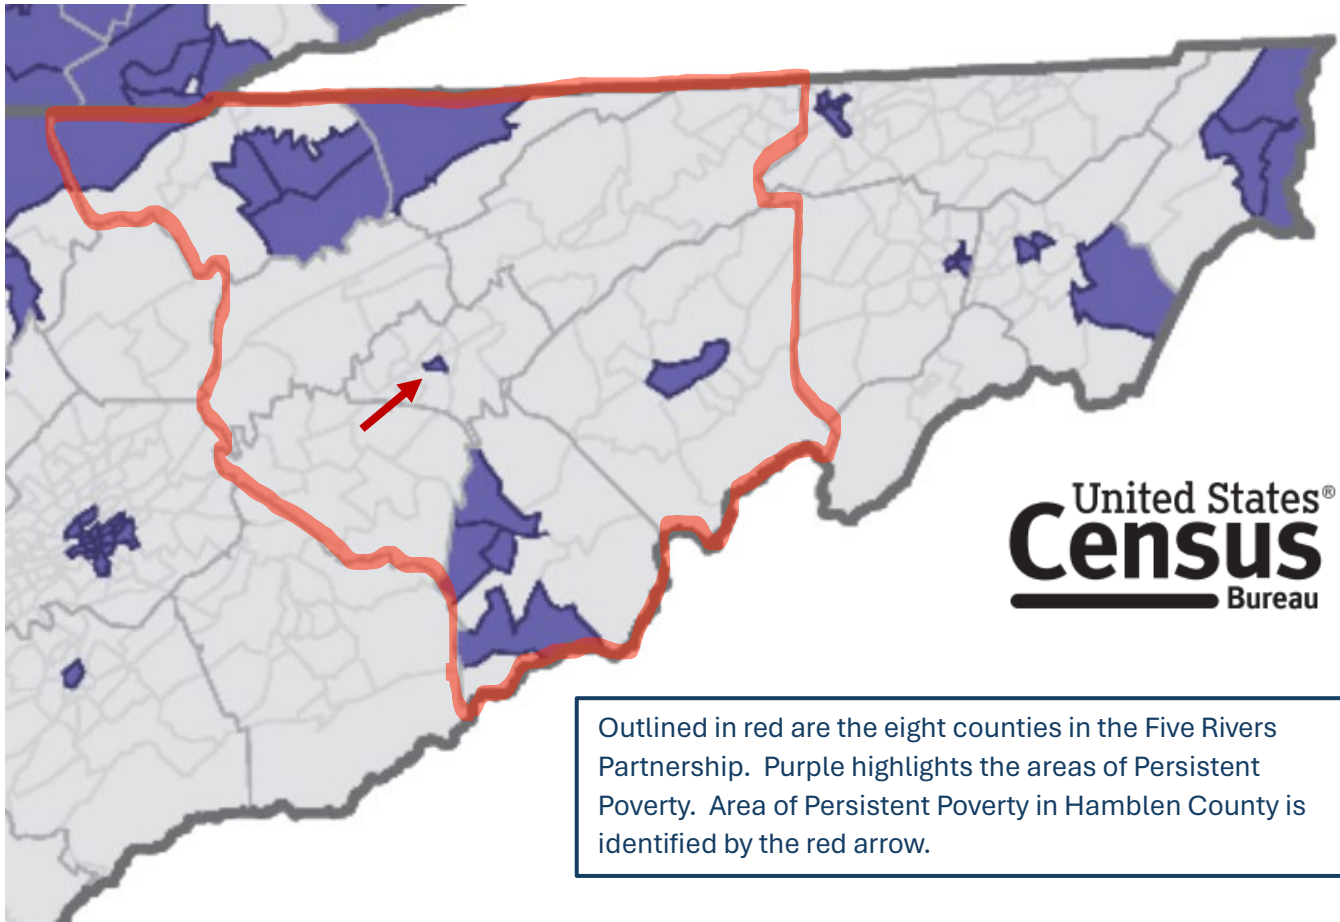 United States®
Census
Bureau
Outlined in red are the eight counties in the Five Rivers
Partnership. Purple highlights the areas of Persistent
Poverty. Area of Persistent Poverty in Hamblen County is
identified by the red arrow.